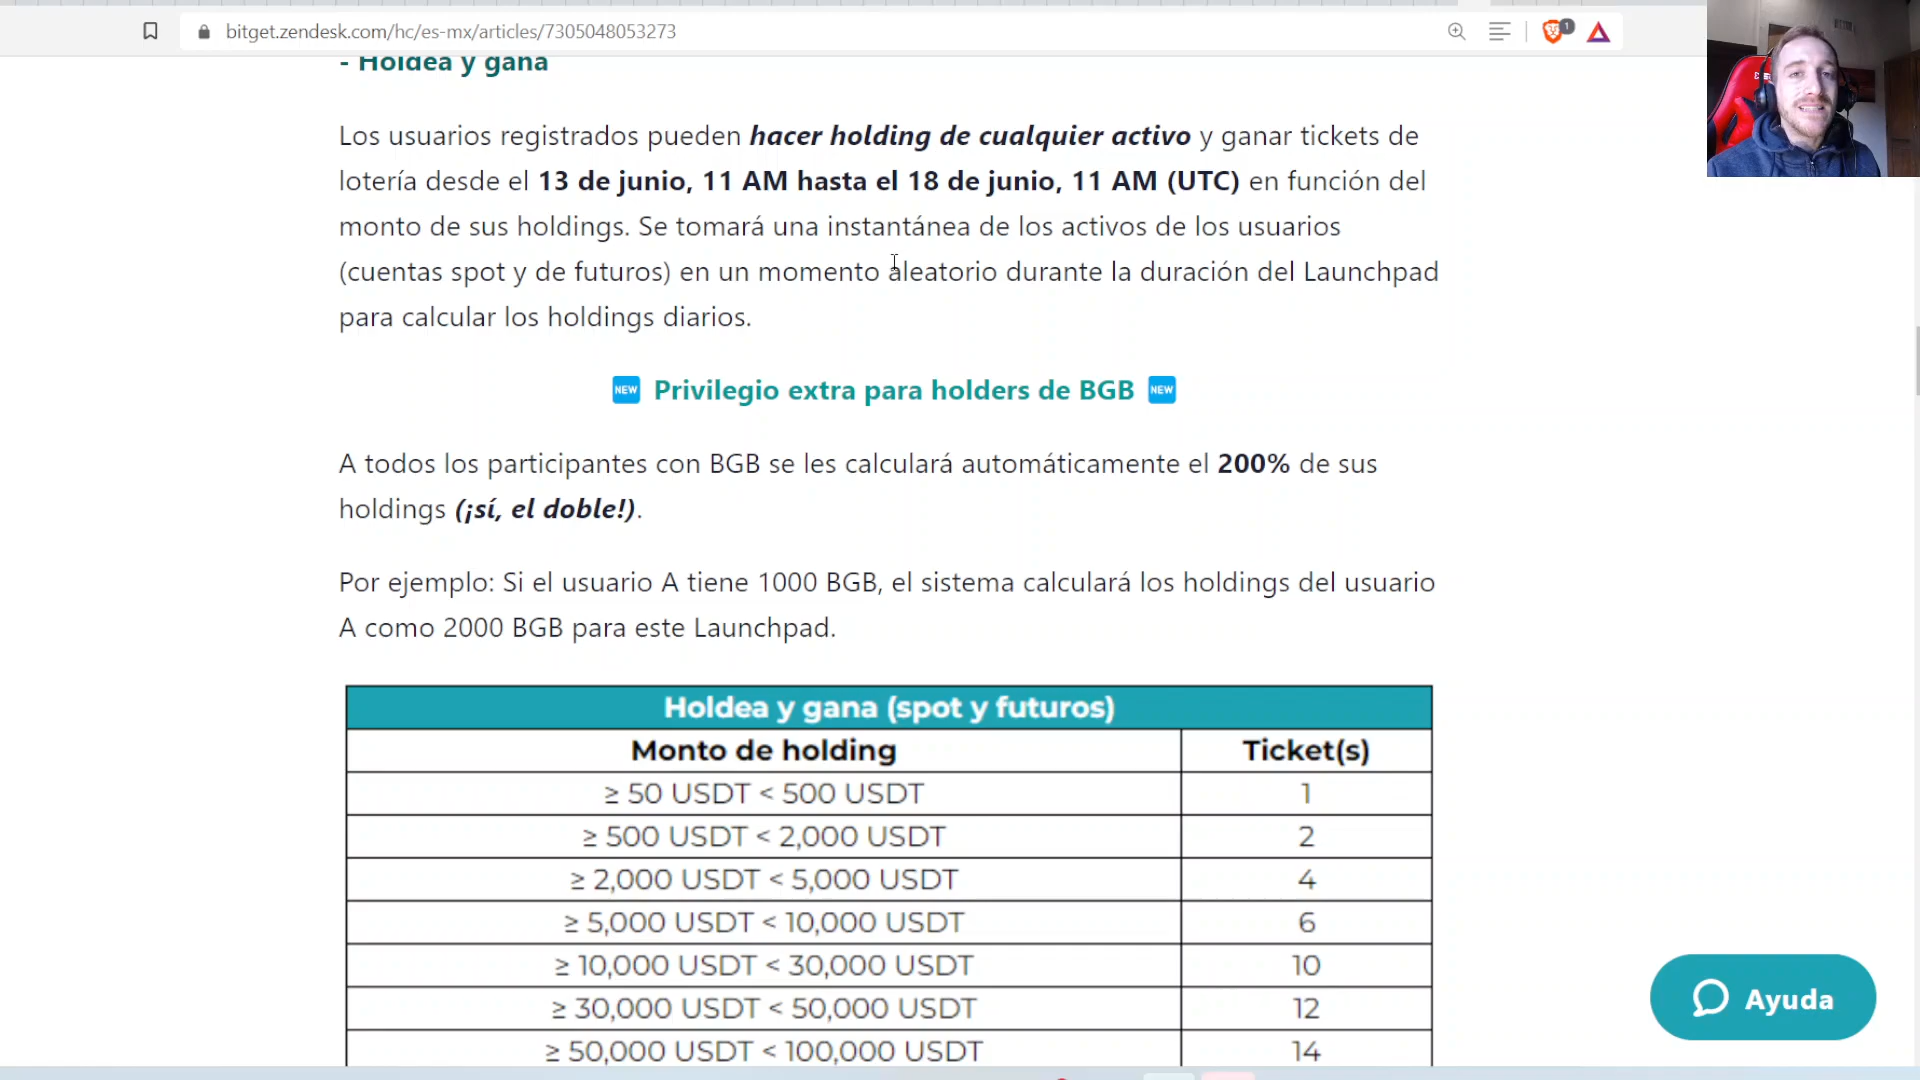 bitget.zendesk.com/hc/es-mx/articles/7305048053273
1
- Holdea y gana
Los usuarios registrados pueden hacer holding de cualquier activo y ganar tickets de
lotería desde el 13 de junio, 11 AM hasta el 18 de junio, 11 AM (UTC) en función del
monto de sus holdings. Se tomará una instantánea de los activos de los usuarios
(cuentas spot y de futuros) en un momento aleatorio durante la duración del Launchpad
para calcular los holdings diarios.
NEW Privilegio extra para holders de BGB NEW
A todos los participantes con BGB se les calculará automáticamente el 200% de sus
holdings (¡sí, el doble!).
Por ejemplo: Si el usuario A tiene 1000 BGB, el sistema calculará los holdings del usuario
A como 2000 BGB para este Launchpad.
Holdea y gana (spot y futuros)
Monto de holding Ticket(s)
≥ 50 USDT < 500 USDT 1
≥ 500 USDT < 2,000 USDT 2
≥ 2,000 USDT < 5,000 USDT 4
≥ 5,000 USDT < 10,000 USDT 6
≥ 10,000 USDT < 30,000 USDT 10
≥ 30,000 USDT < 50,000 USDT 12
≥ 50,000 USDT < 100,000 USDT 14
Ayuda